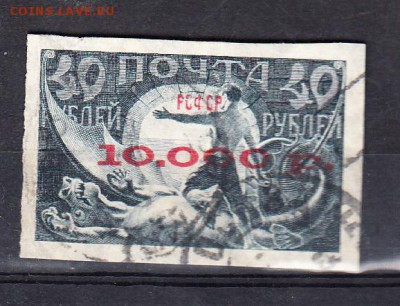 COINS.LAVE.RU
40 ПОЧТА 40
РУБЛЕЙ РУБЛЕЙ
РСФСР
10.000 р.